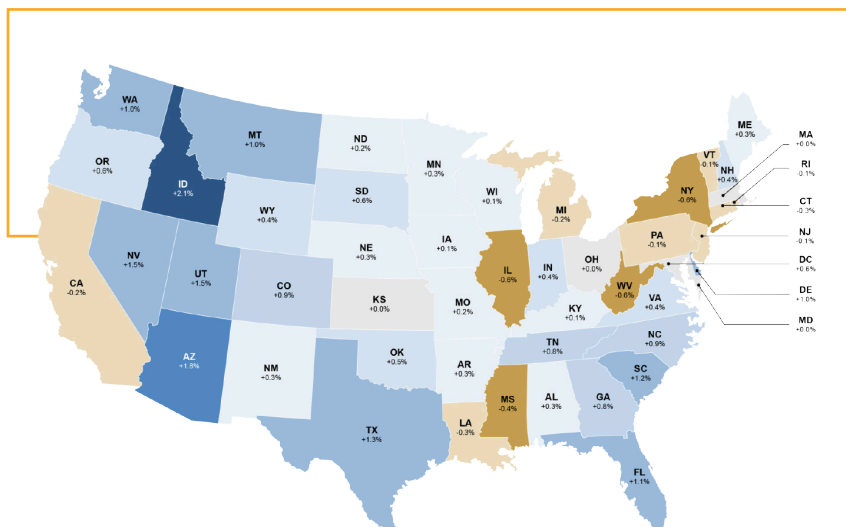 WA
+1.0%
MT
+1.0%
ND
+0.2%
MN
+0.3%
ME
+0.3%
MA
+0.0%
OR
+0.8%
ID
+2.1%
SD
+0.6%
WI
+0.1%
MI
-0.2%
NY
-0.6%
VT
-0.1%
NH
+0.4%
RI
-0.1%
CT
-0.3%
WY
+0.4%
NE
+0.3%
IA
+0.1%
IL
-0.6%
IN
+0.4%
OH
+0.0%
PA
-0.1%
NJ
-0.1%
DC
+0.6%
DE
+1.0%
MD
+0.0%
CA
-0.2%
NV
+1.5%
UT
+1.5%
CO
+0.9%
KS
+0.0%
MO
+0.2%
KY
+0.1%
WV
-0.6%
VA
+0.4%
AZ
+1.8%
NM
+0.3%
OK
+0.5%
AR
+0.3%
TN
+0.8%
NC
+0.9%
SC
+1.2%
TX
+1.3%
LA
-0.3%
MS
-0.4%
AL
+0.3%
GA
+0.8%
FL
+1.1%